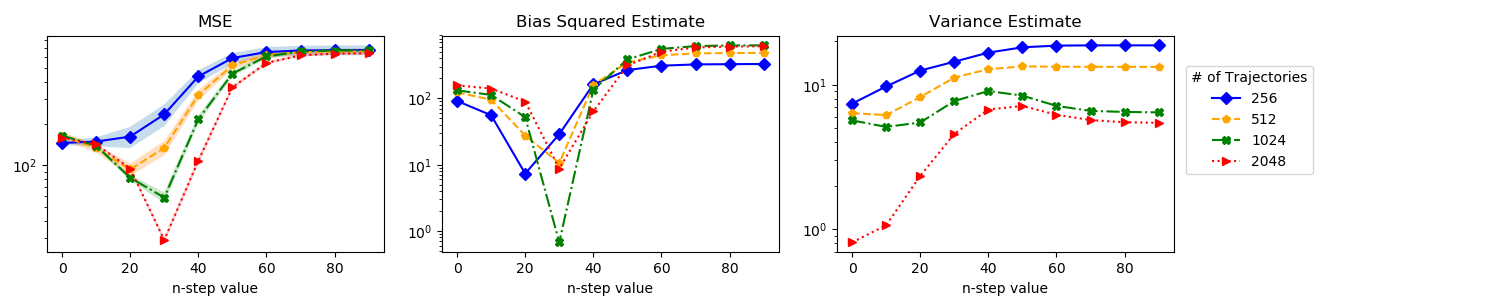 MSE
10²
0 20 40 60 80
n-step value
Bias Squared Estimate
10²
10¹
10⁰
0 20 40 60 80
n-step value
Variance Estimate
10¹
10⁰
0 20 40 60 80
n-step value
# of Trajectories
256
512
1024
2048